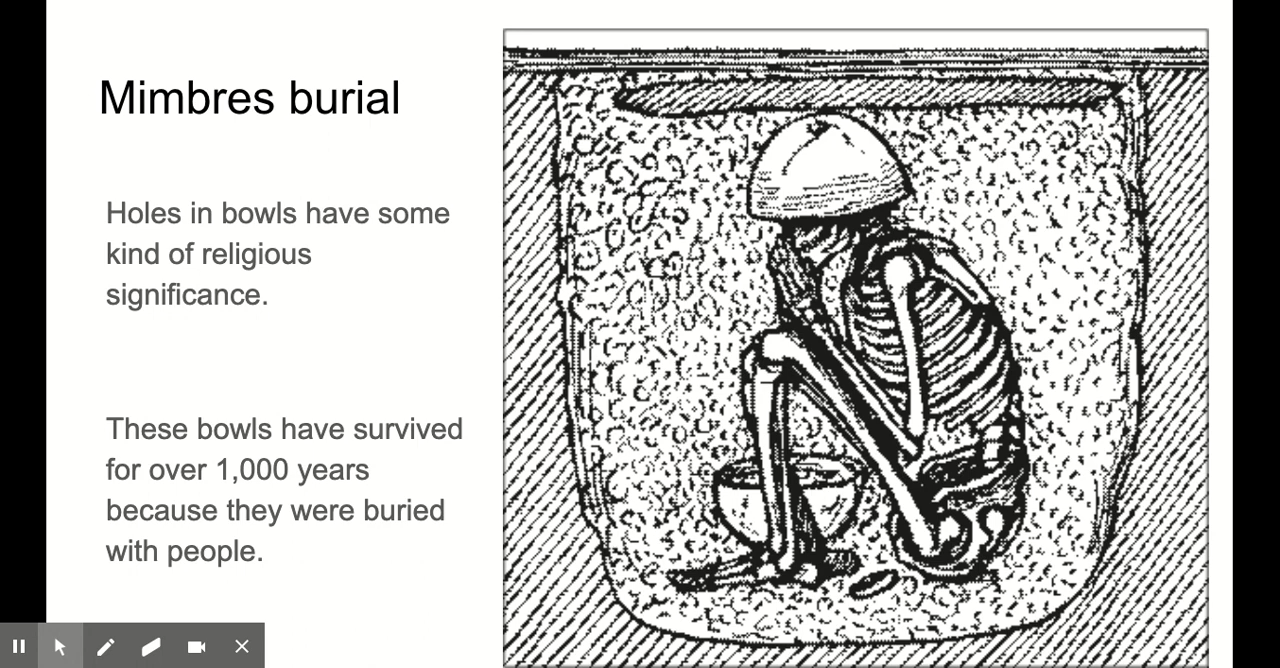 Mimbres burial
Holes in bowls have some
kind of religious
significance.
These bowls have survived
for over 1,000 years
because they were buried
with people.